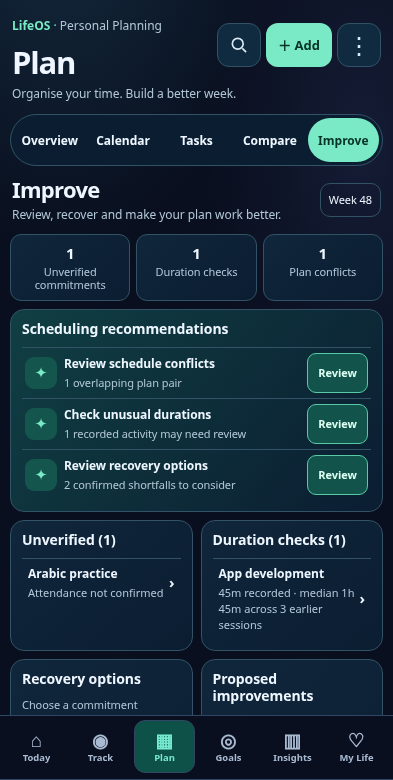 LifeOS · Personal Planning
Plan
+ Add
Organise your time. Build a better week.
Overview Calendar Tasks Compare Improve
Improve
Review, recover and make your plan work better.
Week 48
1
Unverified
commitments
1
Duration checks
1
Plan conflicts
Scheduling recommendations
Review schedule conflicts
1 overlapping plan pair
Review
Check unusual durations
1 recorded activity may need review
Review
Review recovery options
2 confirmed shortfalls to consider
Review
Unverified (1)
Arabic practice
Attendance not confirmed
›
Duration checks (1)
App development
45m recorded · median 1h
45m across 3 earlier
sessions
›
Recovery options
Choose a commitment
Proposed
improvements
Today Track Plan Goals Insights My Life